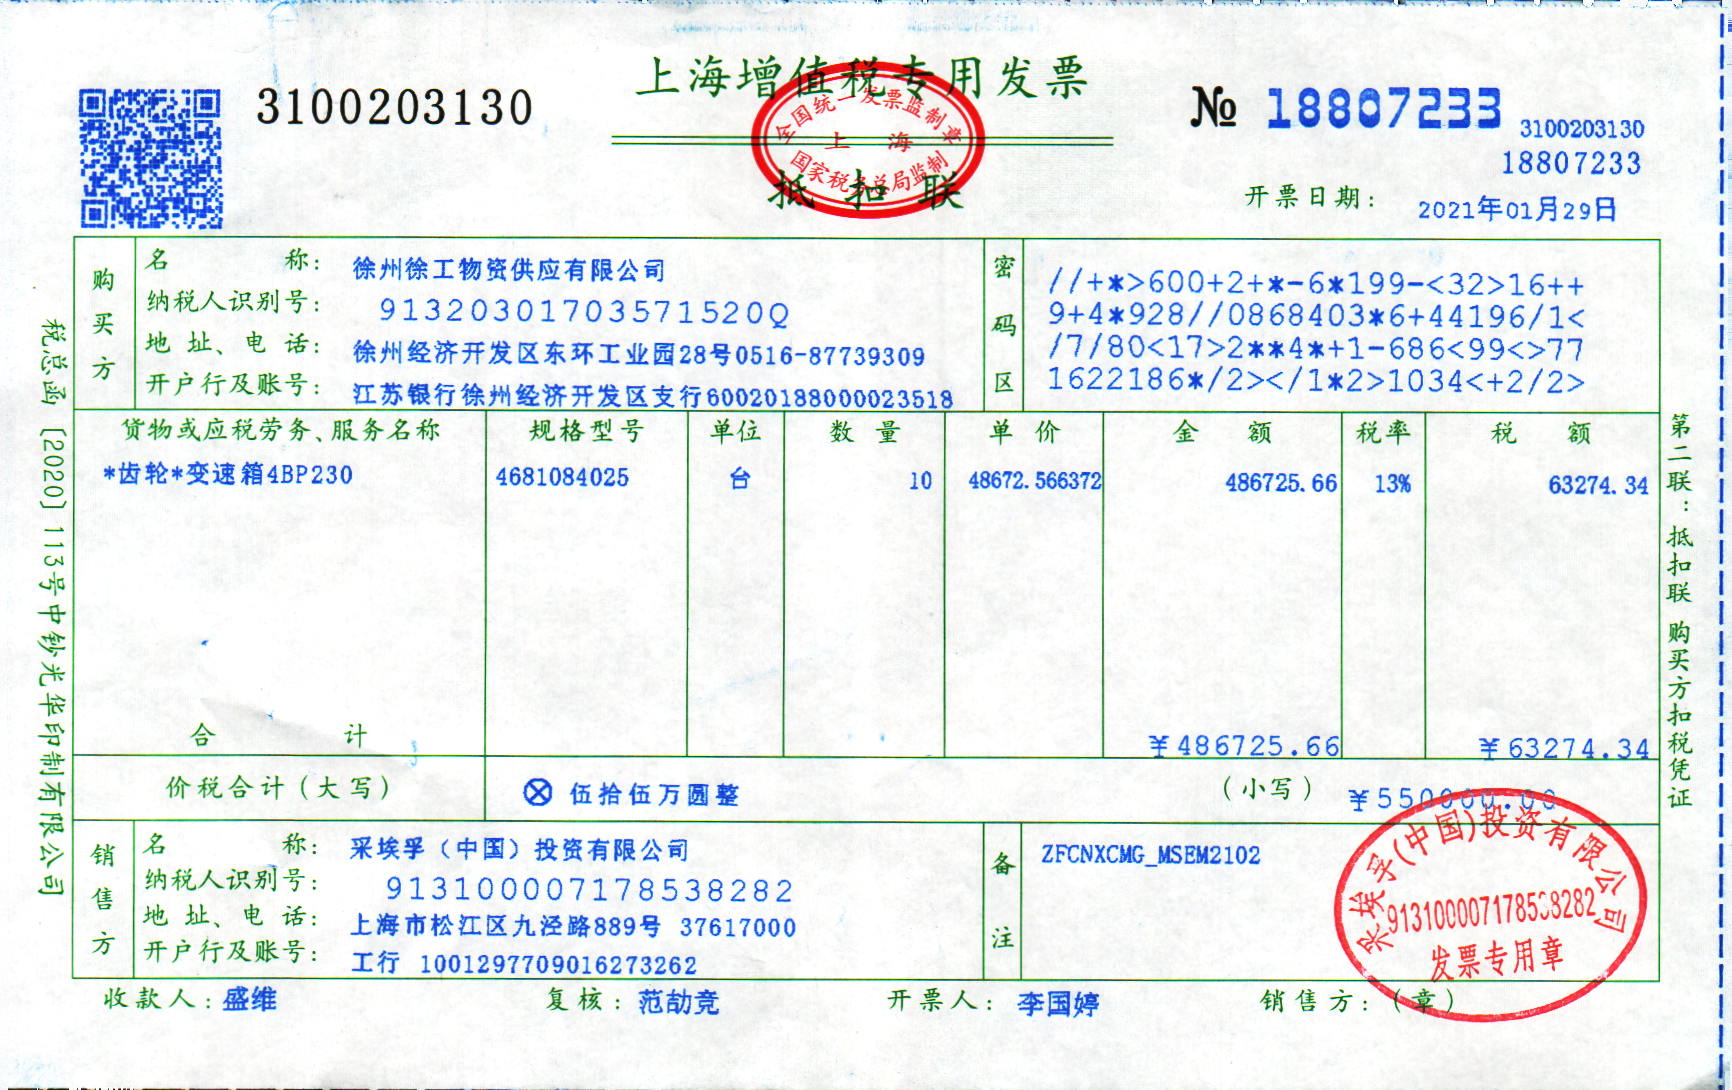 上海增值税专用发票
3100203130
№ 18807233
3100203130
18807233
全国统一发票监制章
上 海
国家税务总局监制
抵扣联
开票日期： 2021年01月29日
购买方
名 称： 徐州徐工物资供应有限公司
纳税人识别号： 91320301703571520Q
地 址、电 话： 徐州经济开发区东环工业园28号0516-87739309
开户行及账号： 江苏银行徐州经济开发区支行60020188000023518
密码区
//+*>600+2+*-6*199-<32>16++
9+4*928//0868403*6+44196/1<
/7/80<17>2**4*+1-686<99<>77
1622186*/2></1*2>1034<+2/2>
货物或应税劳务、服务名称 规格型号 单位 数 量 单 价 金 额 税率 税 额
*齿轮*变速箱4BP230 4681084025 台 10 48672.566372 486725.66 13% 63274.34
合 计 ￥486725.66 ￥63274.34
价税合计（大写） ⊗ 伍拾伍万圆整 （小写） ￥550000.00
销售方
名 称： 采埃孚（中国）投资有限公司
纳税人识别号： 913100007178538282
地 址、电 话： 上海市松江区九泾路889号 37617000
开户行及账号： 工行 1001297709016273262
备注
ZFCNXCMG_MSEM2102
采埃孚(中国)投资有限公司
913100007178538282
发票专用章
收款人：盛维 复核：范劼竞 开票人：李国婷 销售方：（章）
税总函［2020］113号中钞光华印制有限公司
第二联：抵扣联 购买方扣税凭证